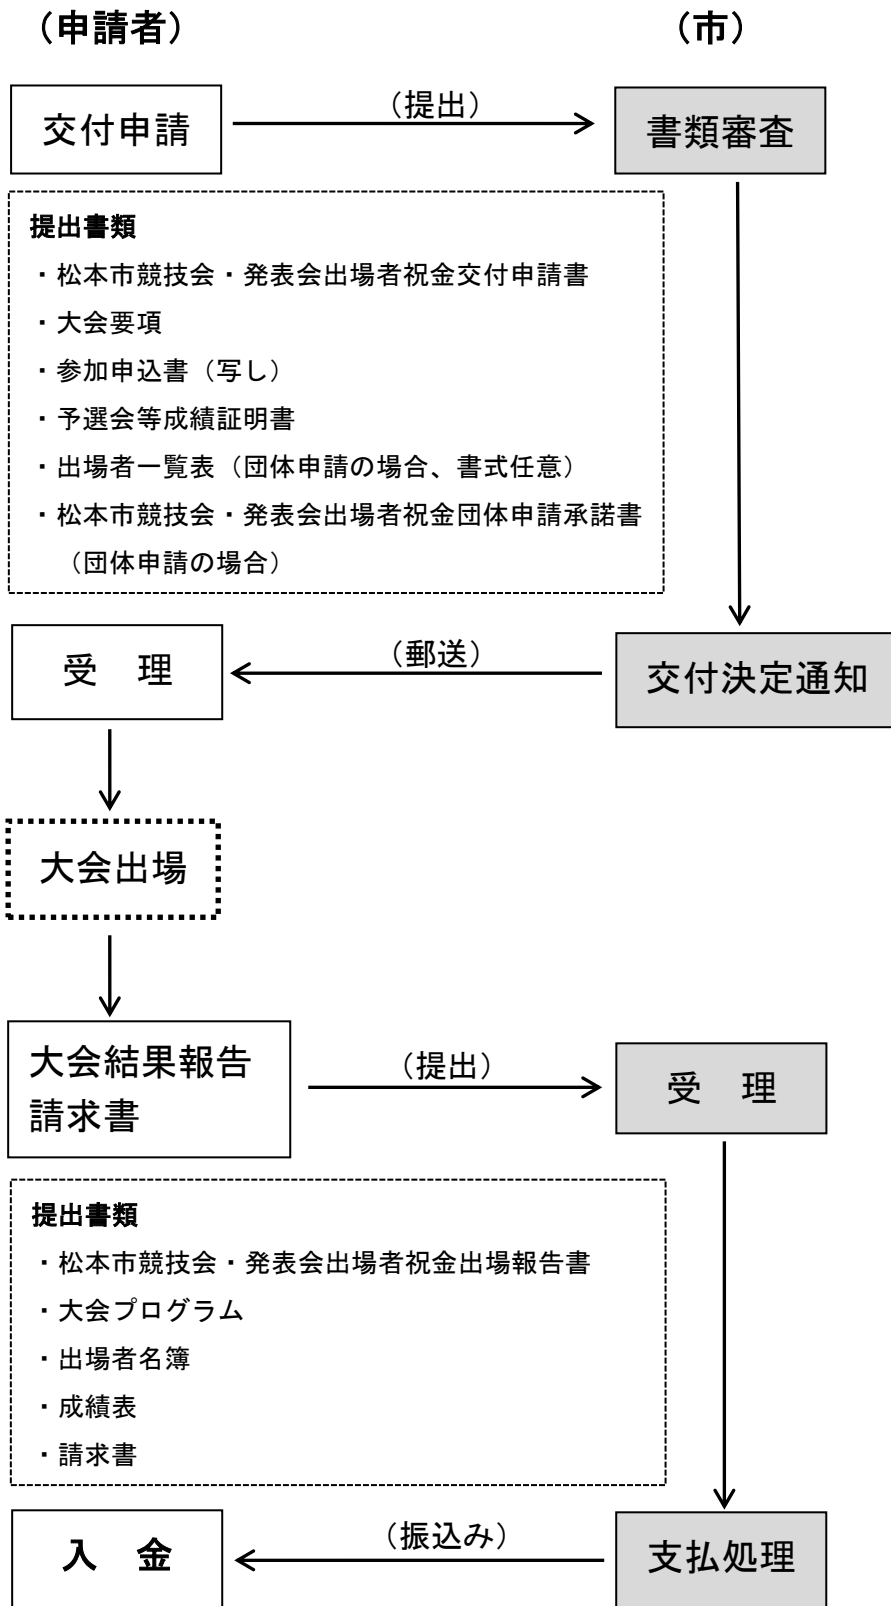 （申請者）
（市）
交付申請
（提出）
書類審査
提出書類
・松本市競技会・発表会出場者祝金交付申請書
・大会要項
・参加申込書（写し）
・予選会等成績証明書
・出場者一覧表（団体申請の場合、書式任意）
・松本市競技会・発表会出場者祝金団体申請承諾書
（団体申請の場合）
受　理
（郵送）
交付決定通知
大会出場
大会結果報告
請求書
（提出）
受　理
提出書類
・松本市競技会・発表会出場者祝金出場報告書
・大会プログラム
・出場者名簿
・成績表
・請求書
入　金
（振込み）
支払処理